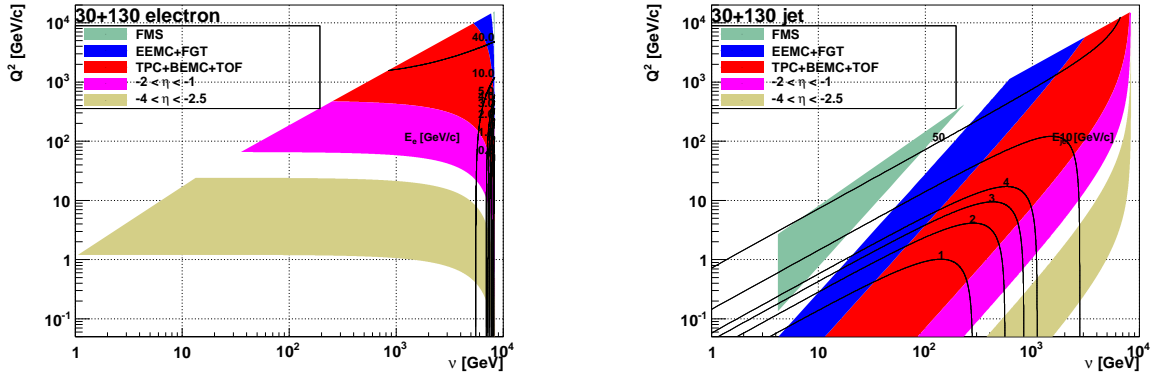 30+130 electron
FMS
EEMC+FGT
TPC+BEMC+TOF
-2 < η < -1
-4 < η < -2.5
Q² [GeV/c]
10⁴
10³
10²
10
1
10⁻¹
40.0
10.0
E_e [GeV/c]
1 10 10² 10³ 10⁴
ν [GeV]
30+130 jet
FMS
EEMC+FGT
TPC+BEMC+TOF
-2 < η < -1
-4 < η < -2.5
Q² [GeV/c]
10⁴
10³
10²
10
1
10⁻¹
50
10 [GeV/c]
4
3
2
1
1 10 10² 10³ 10⁴
ν [GeV]